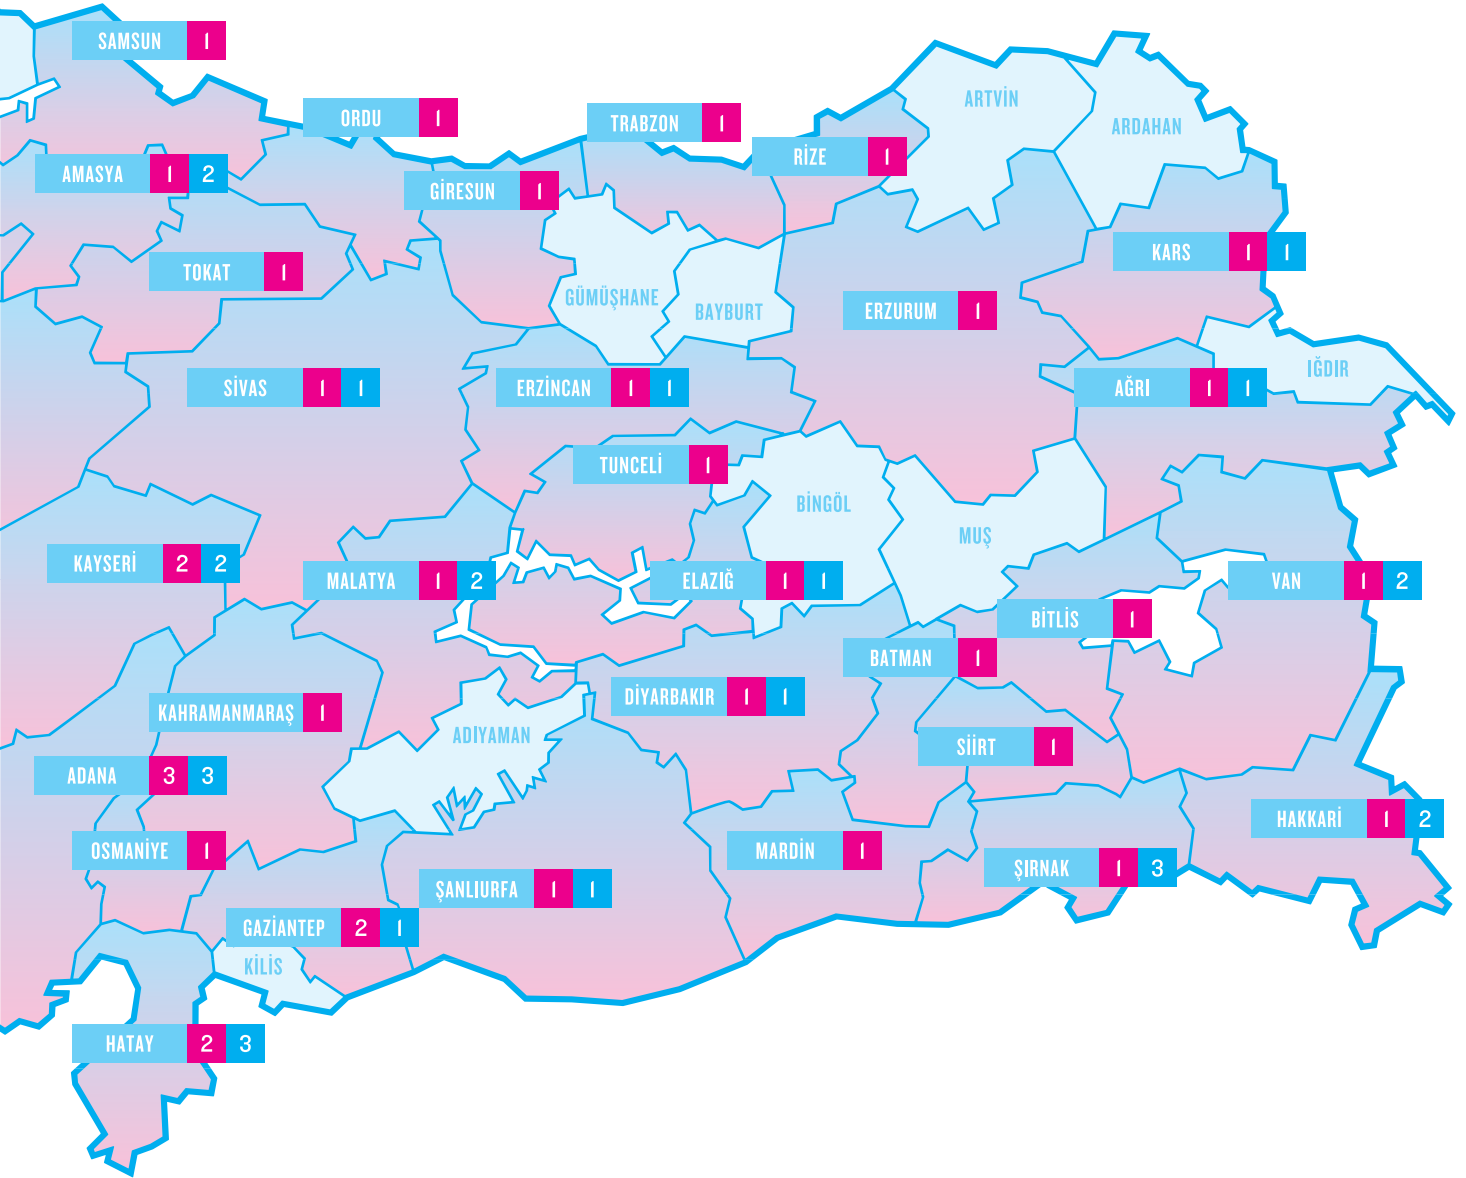 SAMSUN 1
ORDU 1
TRABZON 1
ARTVİN
ARDAHAN
RİZE 1
AMASYA 1 2
GİRESUN 1
KARS 1 1
TOKAT 1
GÜMÜŞHANE
BAYBURT
ERZURUM 1
IĞDIR
SİVAS 1 1
ERZİNCAN 1 1
AĞRI 1 1
TUNCELİ 1
BİNGÖL
MUŞ
KAYSERİ 2 2
MALATYA 1 2
ELAZIĞ 1 1
VAN 1 2
BİTLİS 1
BATMAN 1
DİYARBAKIR 1 1
KAHRAMANMARAŞ 1
ADIYAMAN
SİİRT 1
ADANA 3 3
HAKKARİ 1 2
OSMANİYE 1
MARDİN 1
ŞIRNAK 1 3
ŞANLIURFA 1 1
GAZİANTEP 2 1
KİLİS
HATAY 2 3